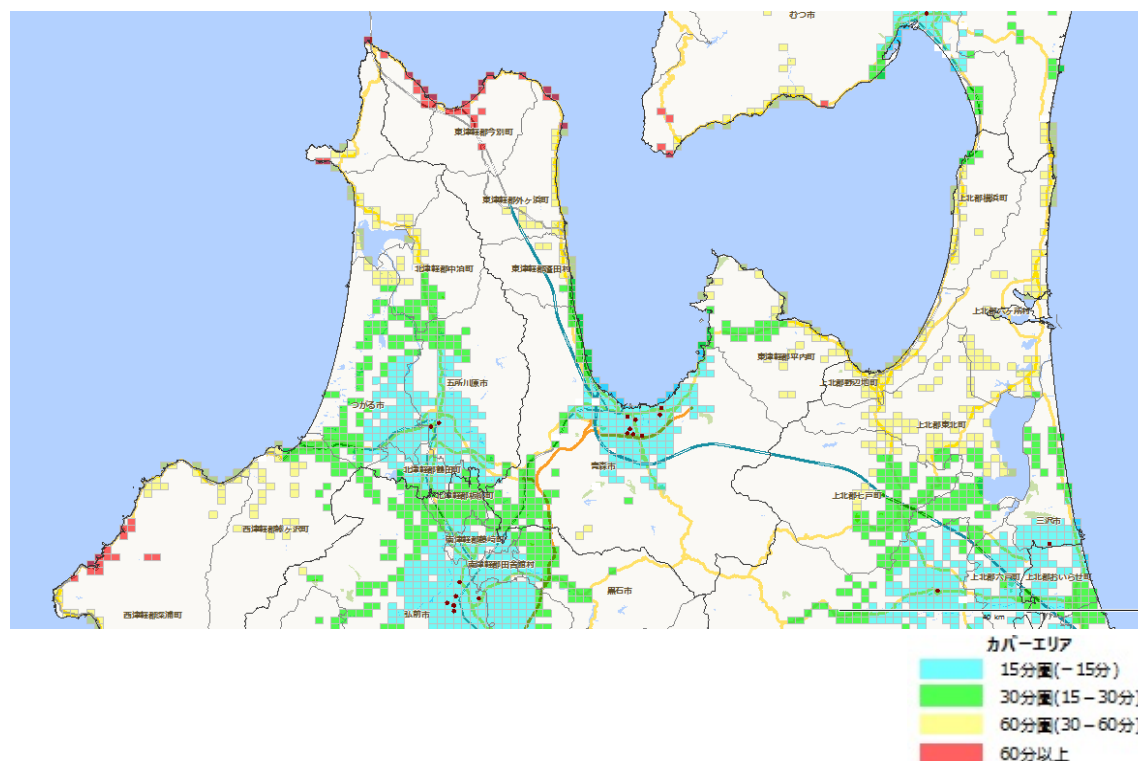 むつ市
東津軽郡今別町
東津軽郡外ヶ浜町
上北郡横浜町
北津軽郡中泊町
東津軽郡蓬田村
上北郡六ヶ所村
東津軽郡平内町
五所川原市
上北郡野辺地町
つがる市
上北郡東北町
青森市
北津軽郡鶴田町
北津軽郡板柳町
上北郡七戸町
西津軽郡鰺ヶ沢町
三沢市
南津軽郡藤崎町
南津軽郡田舎館村
上北郡六戸町
上北郡おいらせ町
黒石市
西津軽郡深浦町
弘前市
カバーエリア
15分圏(-15分)
30分圏(15-30分)
60分圏(30-60分)
60分以上